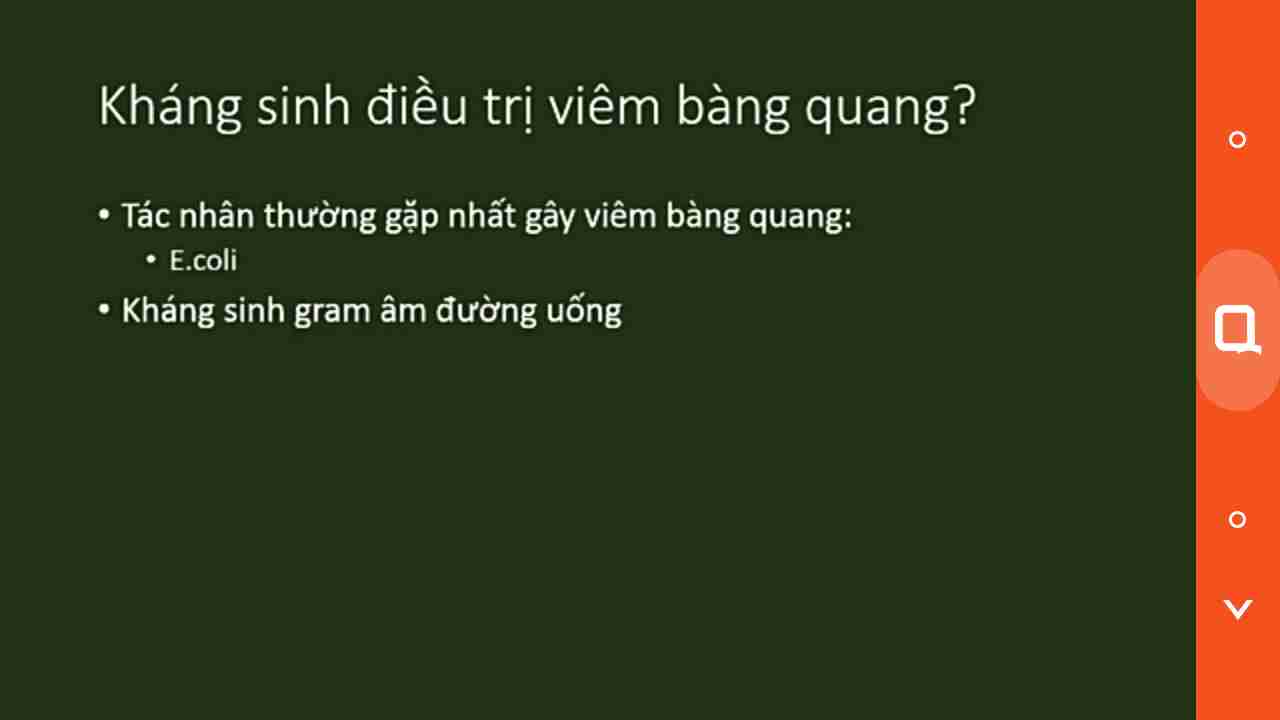 Kháng sinh điều trị viêm bàng quang?
• Tác nhân thường gặp nhất gây viêm bàng quang:
• E.coli
• Kháng sinh gram âm đường uống